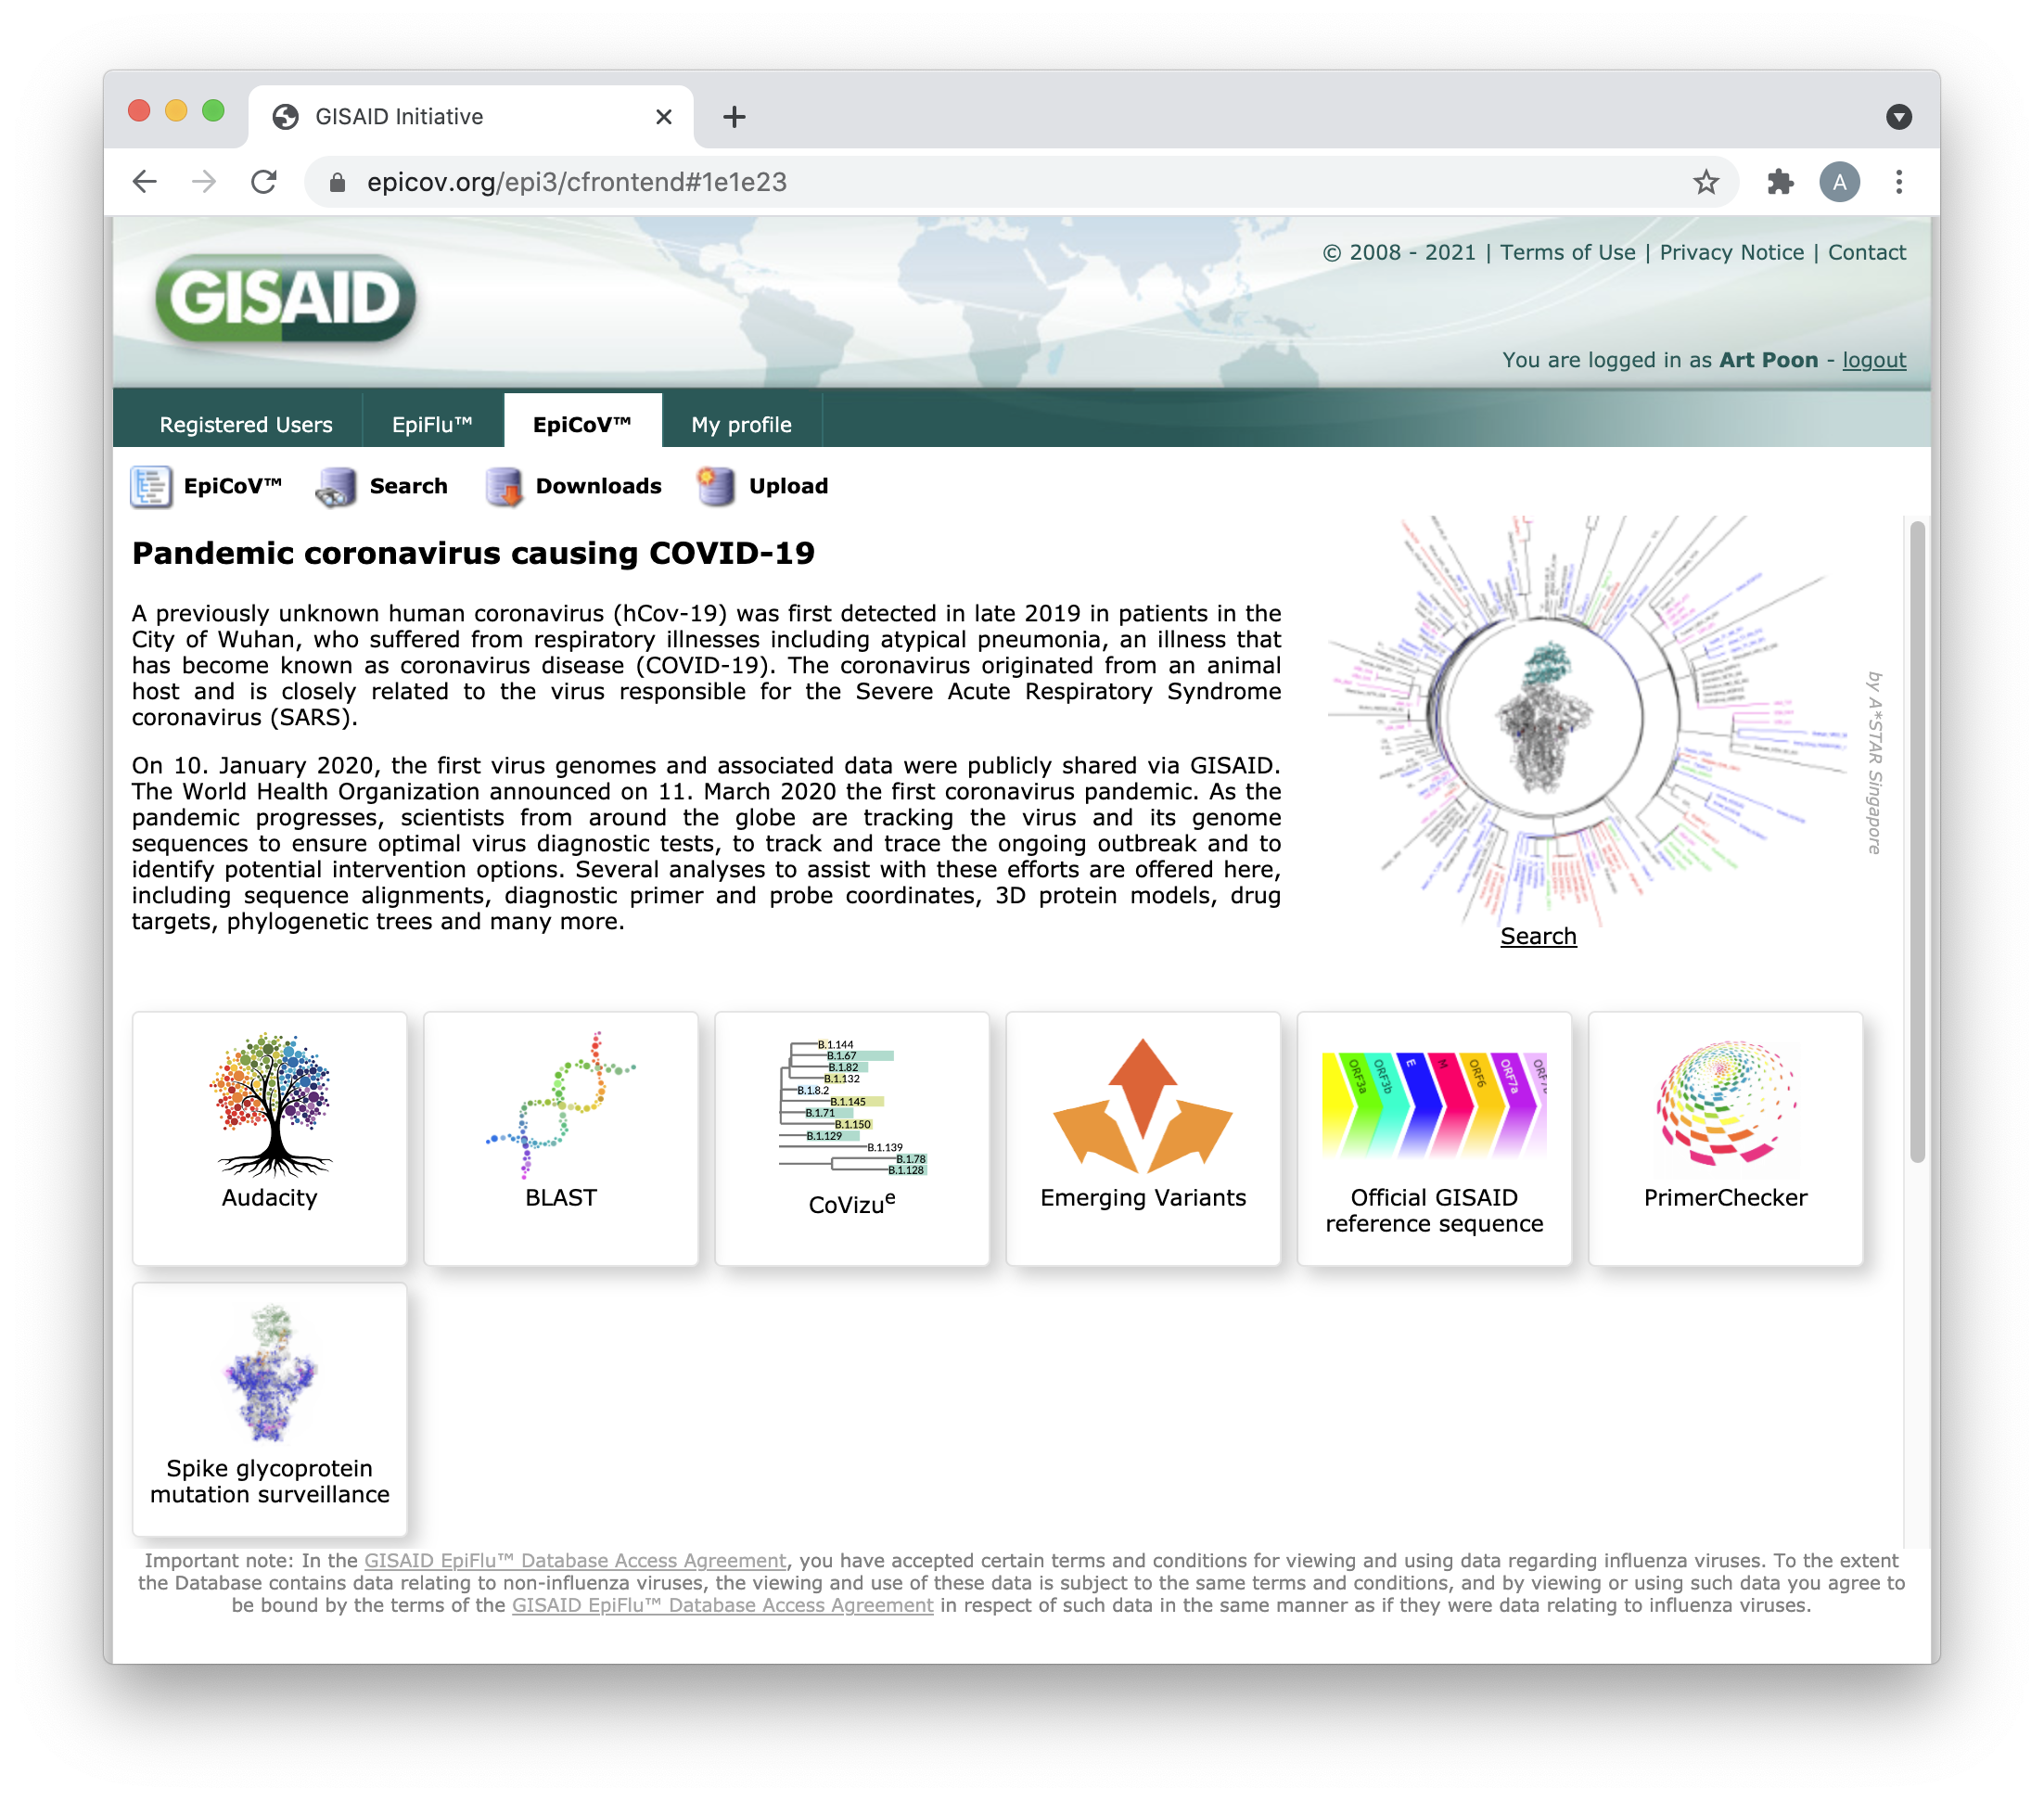 GISAID Initiative
epicov.org/epi3/cfrontend#1e1e23
A
© 2008 - 2021 | Terms of Use | Privacy Notice | Contact
GISAID
You are logged in as Art Poon - logout
Registered Users EpiFlu™ EpiCoV™ My profile
EpiCoV™ Search Downloads Upload
Pandemic coronavirus causing COVID-19
A previously unknown human coronavirus (hCov-19) was first detected in late 2019 in patients in the
City of Wuhan, who suffered from respiratory illnesses including atypical pneumonia, an illness that
has become known as coronavirus disease (COVID-19). The coronavirus originated from an animal
host and is closely related to the virus responsible for the Severe Acute Respiratory Syndrome
coronavirus (SARS).
On 10. January 2020, the first virus genomes and associated data were publicly shared via GISAID.
The World Health Organization announced on 11. March 2020 the first coronavirus pandemic. As the
pandemic progresses, scientists from around the globe are tracking the virus and its genome
sequences to ensure optimal virus diagnostic tests, to track and trace the ongoing outbreak and to
identify potential intervention options. Several analyses to assist with these efforts are offered here,
including sequence alignments, diagnostic primer and probe coordinates, 3D protein models, drug
targets, phylogenetic trees and many more.
by A*STAR Singapore
Search
Audacity
BLAST
B.1.144
B.1.67
B.1.82
B.1.132
B.1.8.2
B.1.145
B.1.71
B.1.150
B.1.129
B.1.139
B.1.78
B.1.128
CoVizuᵉ
Emerging Variants
ORF3a ORF3b E M ORF6 ORF7a
Official GISAID
reference sequence
PrimerChecker
Spike glycoprotein
mutation surveillance
Important note: In the GISAID EpiFlu™ Database Access Agreement, you have accepted certain terms and conditions for viewing and using data regarding influenza viruses. To the extent
the Database contains data relating to non-influenza viruses, the viewing and use of these data is subject to the same terms and conditions, and by viewing or using such data you agree to
be bound by the terms of the GISAID EpiFlu™ Database Access Agreement in respect of such data in the same manner as if they were data relating to influenza viruses.